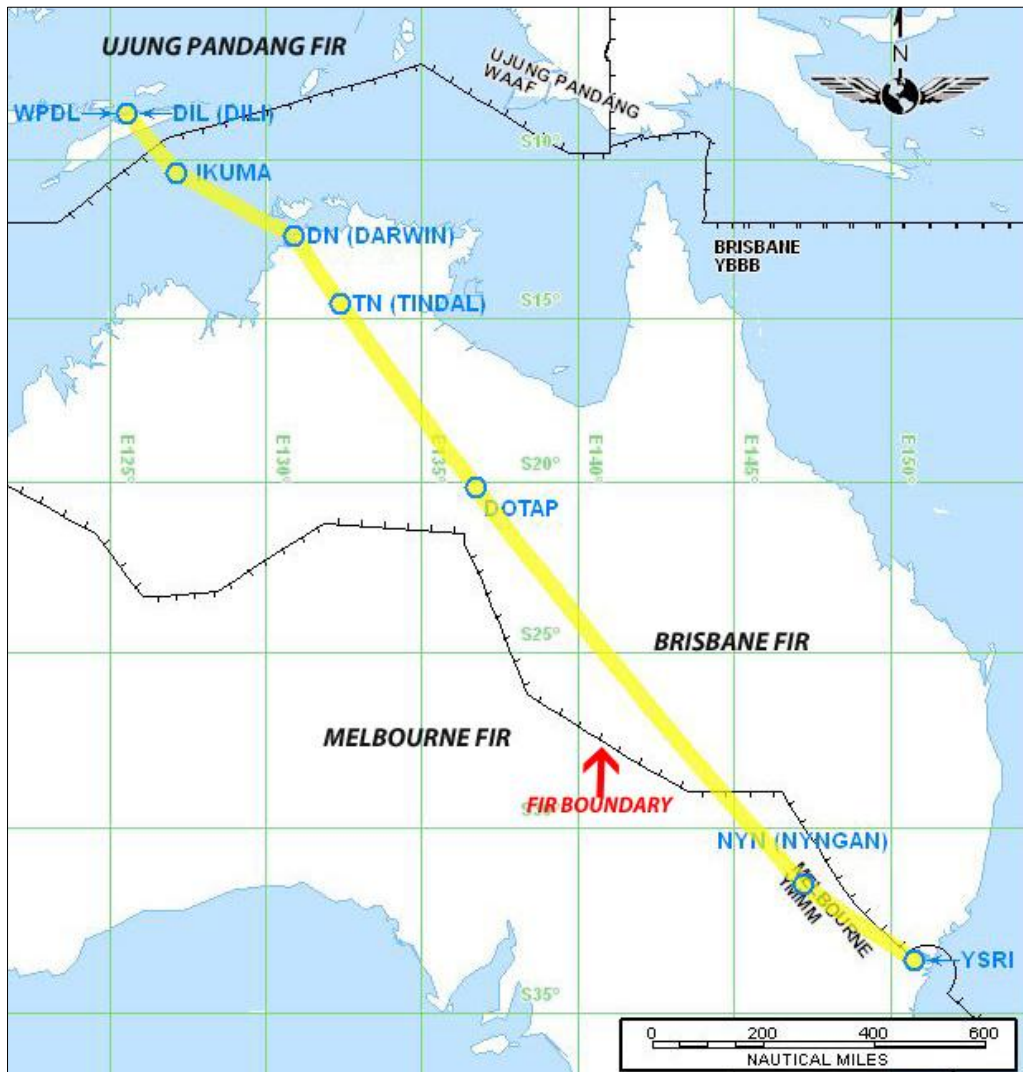 UJUNG PANDANG FIR
N
UJUNG PANDANG
WAAF
WPDL
DIL (DILI)
S10°
IKUMA
DN (DARWIN)
BRISBANE
YBBB
TN (TINDAL)
S15°
E125°
E130°
E135°
E140°
E145°
E150°
S20°
DOTAP
S25°
BRISBANE FIR
MELBOURNE FIR
FIR BOUNDARY
S30°
NYN (NYNGAN)
MELBOURNE
YMMM
YSRI
S35°
0 200 400 600
NAUTICAL MILES